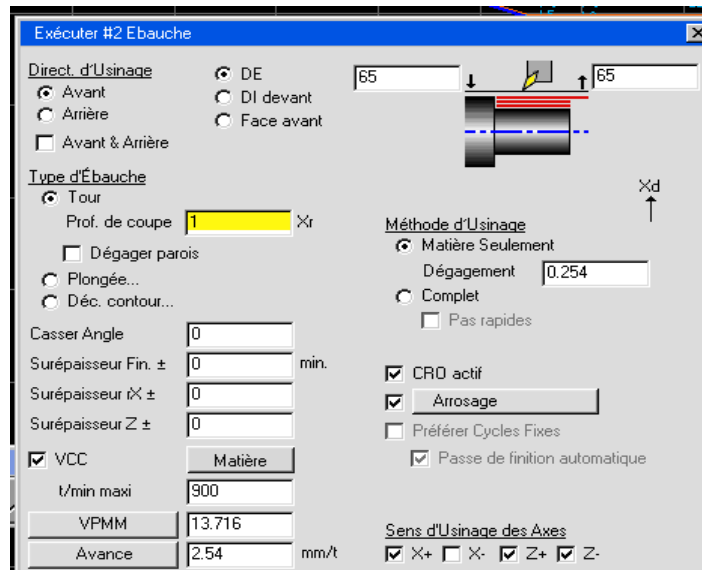 Exécuter #2 Ebauche
Direct. d'Usinage
Avant
Arrière
Avant & Arrière
DE
DI devant
Face avant
65
65
Xd
Type d'Ébauche
Tour
Prof. de coupe 1 Xr
Dégager parois
Plongée...
Déc. contour...
Méthode d'Usinage
Matière Seulement
Dégagement 0.254
Complet
Pas rapides
Casser Angle 0
Surépaisseur Fin. ± 0 min.
Surépaisseur rX ± 0
Surépaisseur Z ± 0
CRO actif
Arrosage
Préférer Cycles Fixes
Passe de finition automatique
VCC Matière
t/min maxi 900
VPMM 13.716
Avance 2.54 mm/t
Sens d'Usinage des Axes
X+ X- Z+ Z-